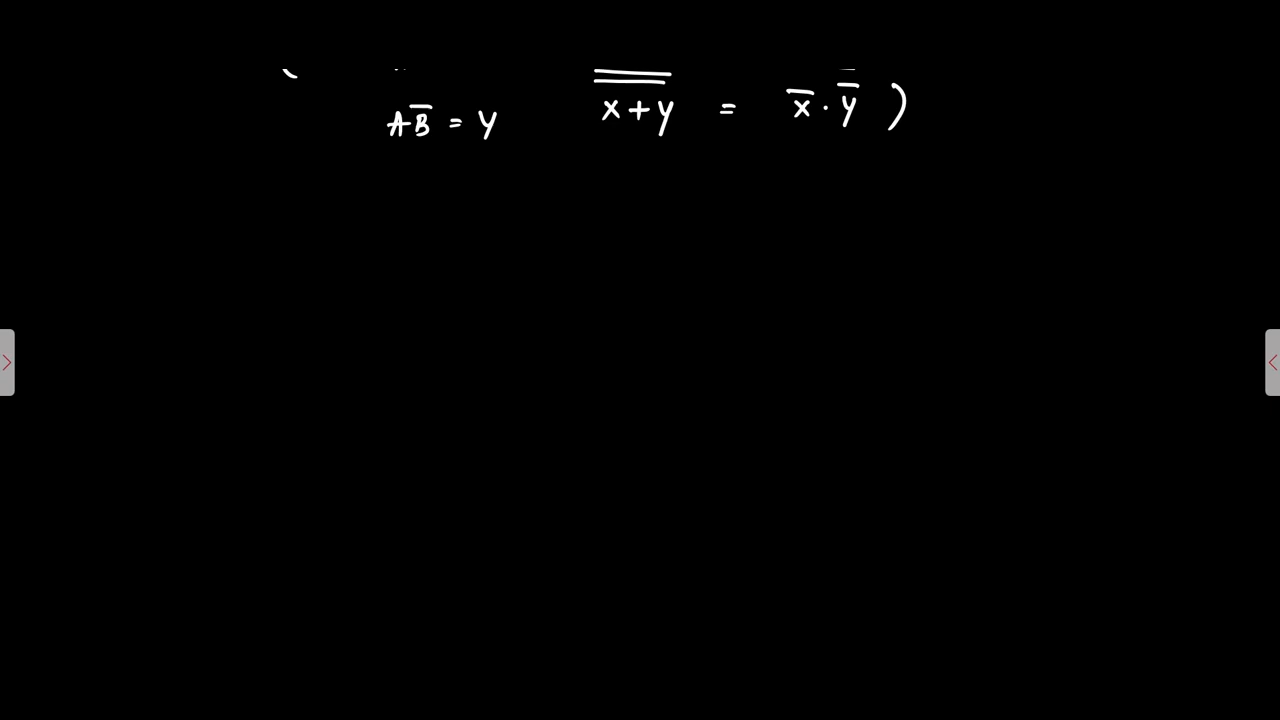 AB̅ = y
x+y̿ = x̅ · y̅ )